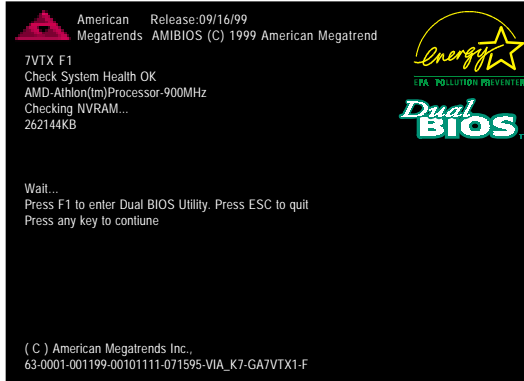 American Release:09/16/99
Megatrends AMIBIOS (C) 1999 American Megatrend
energy
EPA POLLUTION PREVENTER
Dual
BIOS
7VTX F1
Check System Health OK
AMD-Athlon(tm)Processor-900MHz
Checking NVRAM...
262144KB
Wait...
Press F1 to enter Dual BIOS Utility. Press ESC to quit
Press any key to contiune
( C ) American Megatrends Inc.,
63-0001-001199-00101111-071595-VIA_K7-GA7VTX1-F